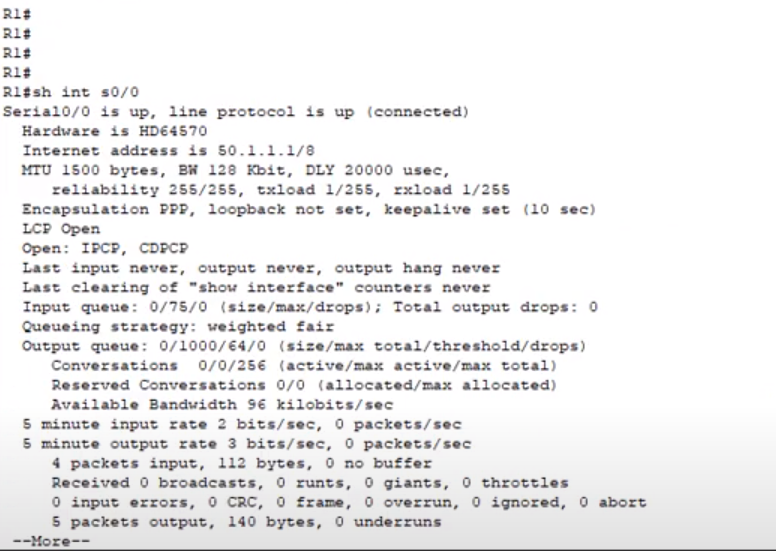 R1#
R1#
R1#
R1#
R1#sh int s0/0
Serial0/0 is up, line protocol is up (connected)
Hardware is HD64570
Internet address is 50.1.1.1/8
MTU 1500 bytes, BW 128 Kbit, DLY 20000 usec,
reliability 255/255, txload 1/255, rxload 1/255
Encapsulation PPP, loopback not set, keepalive set (10 sec)
LCP Open
Open: IPCP, CDPCP
Last input never, output never, output hang never
Last clearing of "show interface" counters never
Input queue: 0/75/0 (size/max/drops); Total output drops: 0
Queueing strategy: weighted fair
Output queue: 0/1000/64/0 (size/max total/threshold/drops)
Conversations  0/0/256 (active/max active/max total)
Reserved Conversations 0/0 (allocated/max allocated)
Available Bandwidth 96 kilobits/sec
5 minute input rate 2 bits/sec, 0 packets/sec
5 minute output rate 3 bits/sec, 0 packets/sec
4 packets input, 112 bytes, 0 no buffer
Received 0 broadcasts, 0 runts, 0 giants, 0 throttles
0 input errors, 0 CRC, 0 frame, 0 overrun, 0 ignored, 0 abort
5 packets output, 140 bytes, 0 underruns
--More--